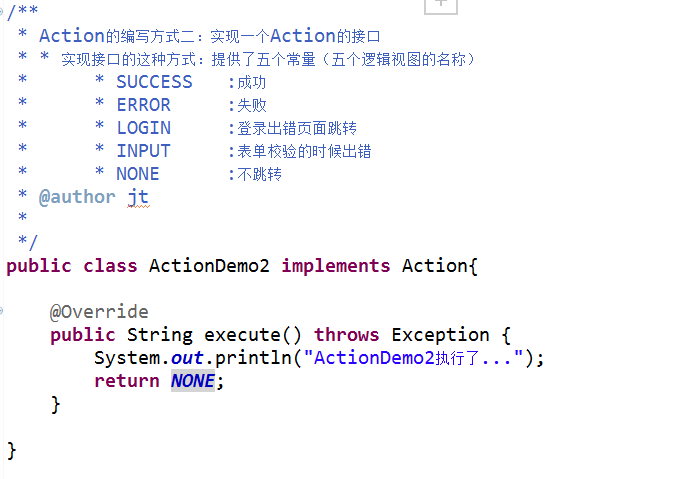 /**
 * Action的编写方式二：实现一个Action的接口
 * * 实现接口的这种方式：提供了五个常量（五个逻辑视图的名称）
 *     * SUCCESS   :成功
 *     * ERROR     :失败
 *     * LOGIN     :登录出错页面跳转
 *     * INPUT     :表单校验的时候出错
 *     * NONE      :不跳转
 * @author jt
 *
 */
public class ActionDemo2 implements Action{
    @Override
    public String execute() throws Exception {
        System.out.println("ActionDemo2执行了...");
        return NONE;
    }
}